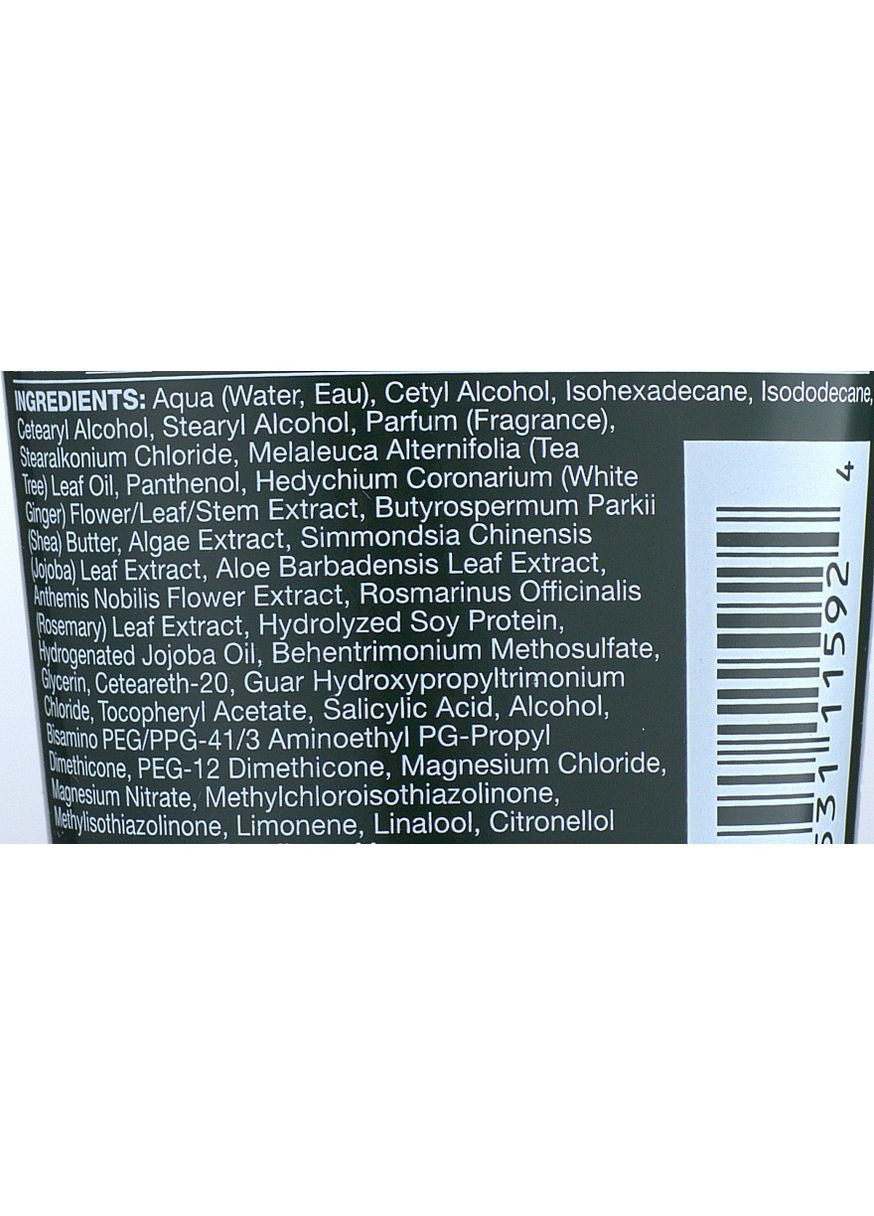 INGREDIENTS: Aqua (Water, Eau), Cetyl Alcohol, Isohexadecane, Isododecane,
Cetearyl Alcohol, Stearyl Alcohol, Parfum (Fragrance),
Stearalkonium Chloride, Melaleuca Alternifolia (Tea
Tree) Leaf Oil, Panthenol, Hedychium Coronarium (White
Ginger) Flower/Leaf/Stem Extract, Butyrospermum Parkii
(Shea) Butter, Algae Extract, Simmondsia Chinensis
(Jojoba) Leaf Extract, Aloe Barbadensis Leaf Extract,
Anthemis Nobilis Flower Extract, Rosmarinus Officinalis
(Rosemary) Leaf Extract, Hydrolyzed Soy Protein,
Hydrogenated Jojoba Oil, Behentrimonium Methosulfate,
Glycerin, Ceteareth-20, Guar Hydroxypropyltrimonium
Chloride, Tocopheryl Acetate, Salicylic Acid, Alcohol,
Bisamino PEG/PPG-41/3 Aminoethyl PG-Propyl
Dimethicone, PEG-12 Dimethicone, Magnesium Chloride,
Magnesium Nitrate, Methylchloroisothiazolinone,
Methylisothiazolinone, Limonene, Linalool, Citronellol
531 11592 4